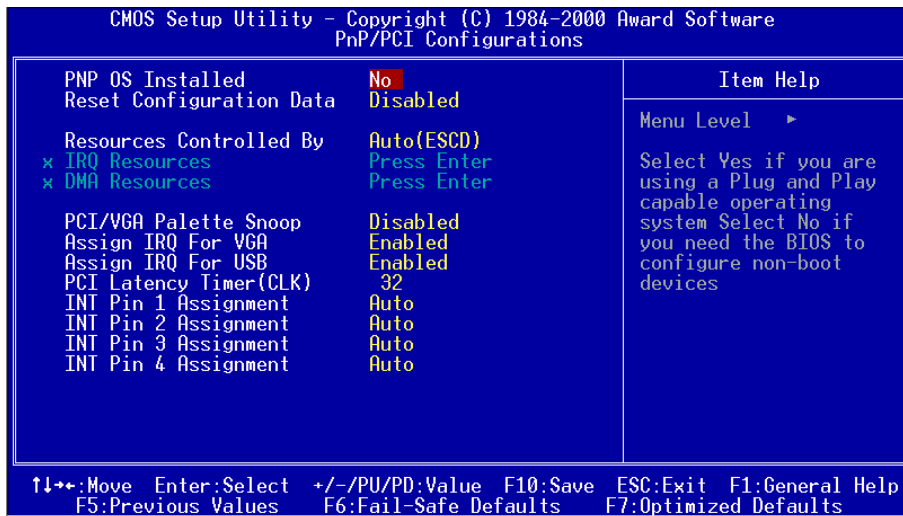 CMOS Setup Utility - Copyright (C) 1984-2000 Award Software
PnP/PCI Configurations
PNP OS Installed No
Reset Configuration Data Disabled
Resources Controlled By Auto(ESCD)
x IRQ Resources Press Enter
x DMA Resources Press Enter
PCI/VGA Palette Snoop Disabled
Assign IRQ For VGA Enabled
Assign IRQ For USB Enabled
PCI Latency Timer(CLK) 32
INT Pin 1 Assignment Auto
INT Pin 2 Assignment Auto
INT Pin 3 Assignment Auto
INT Pin 4 Assignment Auto
Item Help
Menu Level ►
Select Yes if you are
using a Plug and Play
capable operating
system Select No if
you need the BIOS to
configure non-boot
devices
↑↓→←:Move Enter:Select +/-/PU/PD:Value F10:Save ESC:Exit F1:General Help
F5:Previous Values F6:Fail-Safe Defaults F7:Optimized Defaults